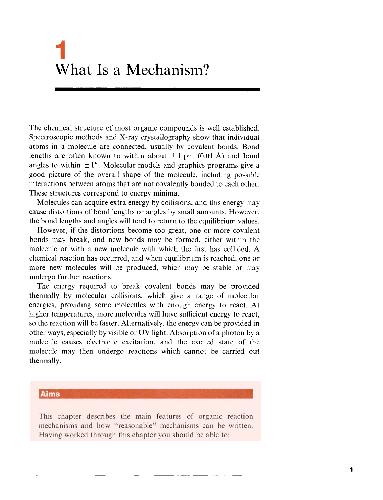 1
What Is a Mechanism?
The chemical structure of most organic compounds is well established.
Spectroscopic methods and X-ray crystallography show that individual
atoms in a molecule are connected, usually by covalent bonds. Bond
lengths are often known to within about ± 1 pm (0.01 Å) and bond
angles to within ± 1°. Molecular models and graphics programs give a
good picture of the overall shape of the molecule, including possible
interactions between atoms that are not covalently bonded to each other.
These structures correspond to energy minima.
Molecules can acquire extra energy by collisions, and this energy may
cause distortions of bond lengths or angles by small amounts. However,
the bond lengths and angles will tend to return to the equilibrium values.
However, if the distortions become too great, one or more covalent
bonds may break, and new bonds may be formed, either within the
molecule or with a new molecule with which the first has collided. A
chemical reaction has occurred, and when equilibrium is reached, one or
more new molecules will be produced, which may be stable or may
undergo further reactions.
The energy required to break covalent bonds may be provided
thermally by molecular collisions, which give a range of molecular
energies, providing some molecules with enough energy to react. At
higher temperatures, more molecules will have sufficient energy to react,
so the reaction will be faster. Alternatively, the energy can be provided in
other ways, especially by visible or UV light. Absorption of a photon by a
molecule causes electronic excitation, and the excited state of the
molecule may then undergo reactions which cannot be carried out
thermally.
Aims
This chapter describes the main features of organic reaction
mechanisms and how "reasonable" mechanisms can be written.
Having worked through this chapter you should be able to:
1